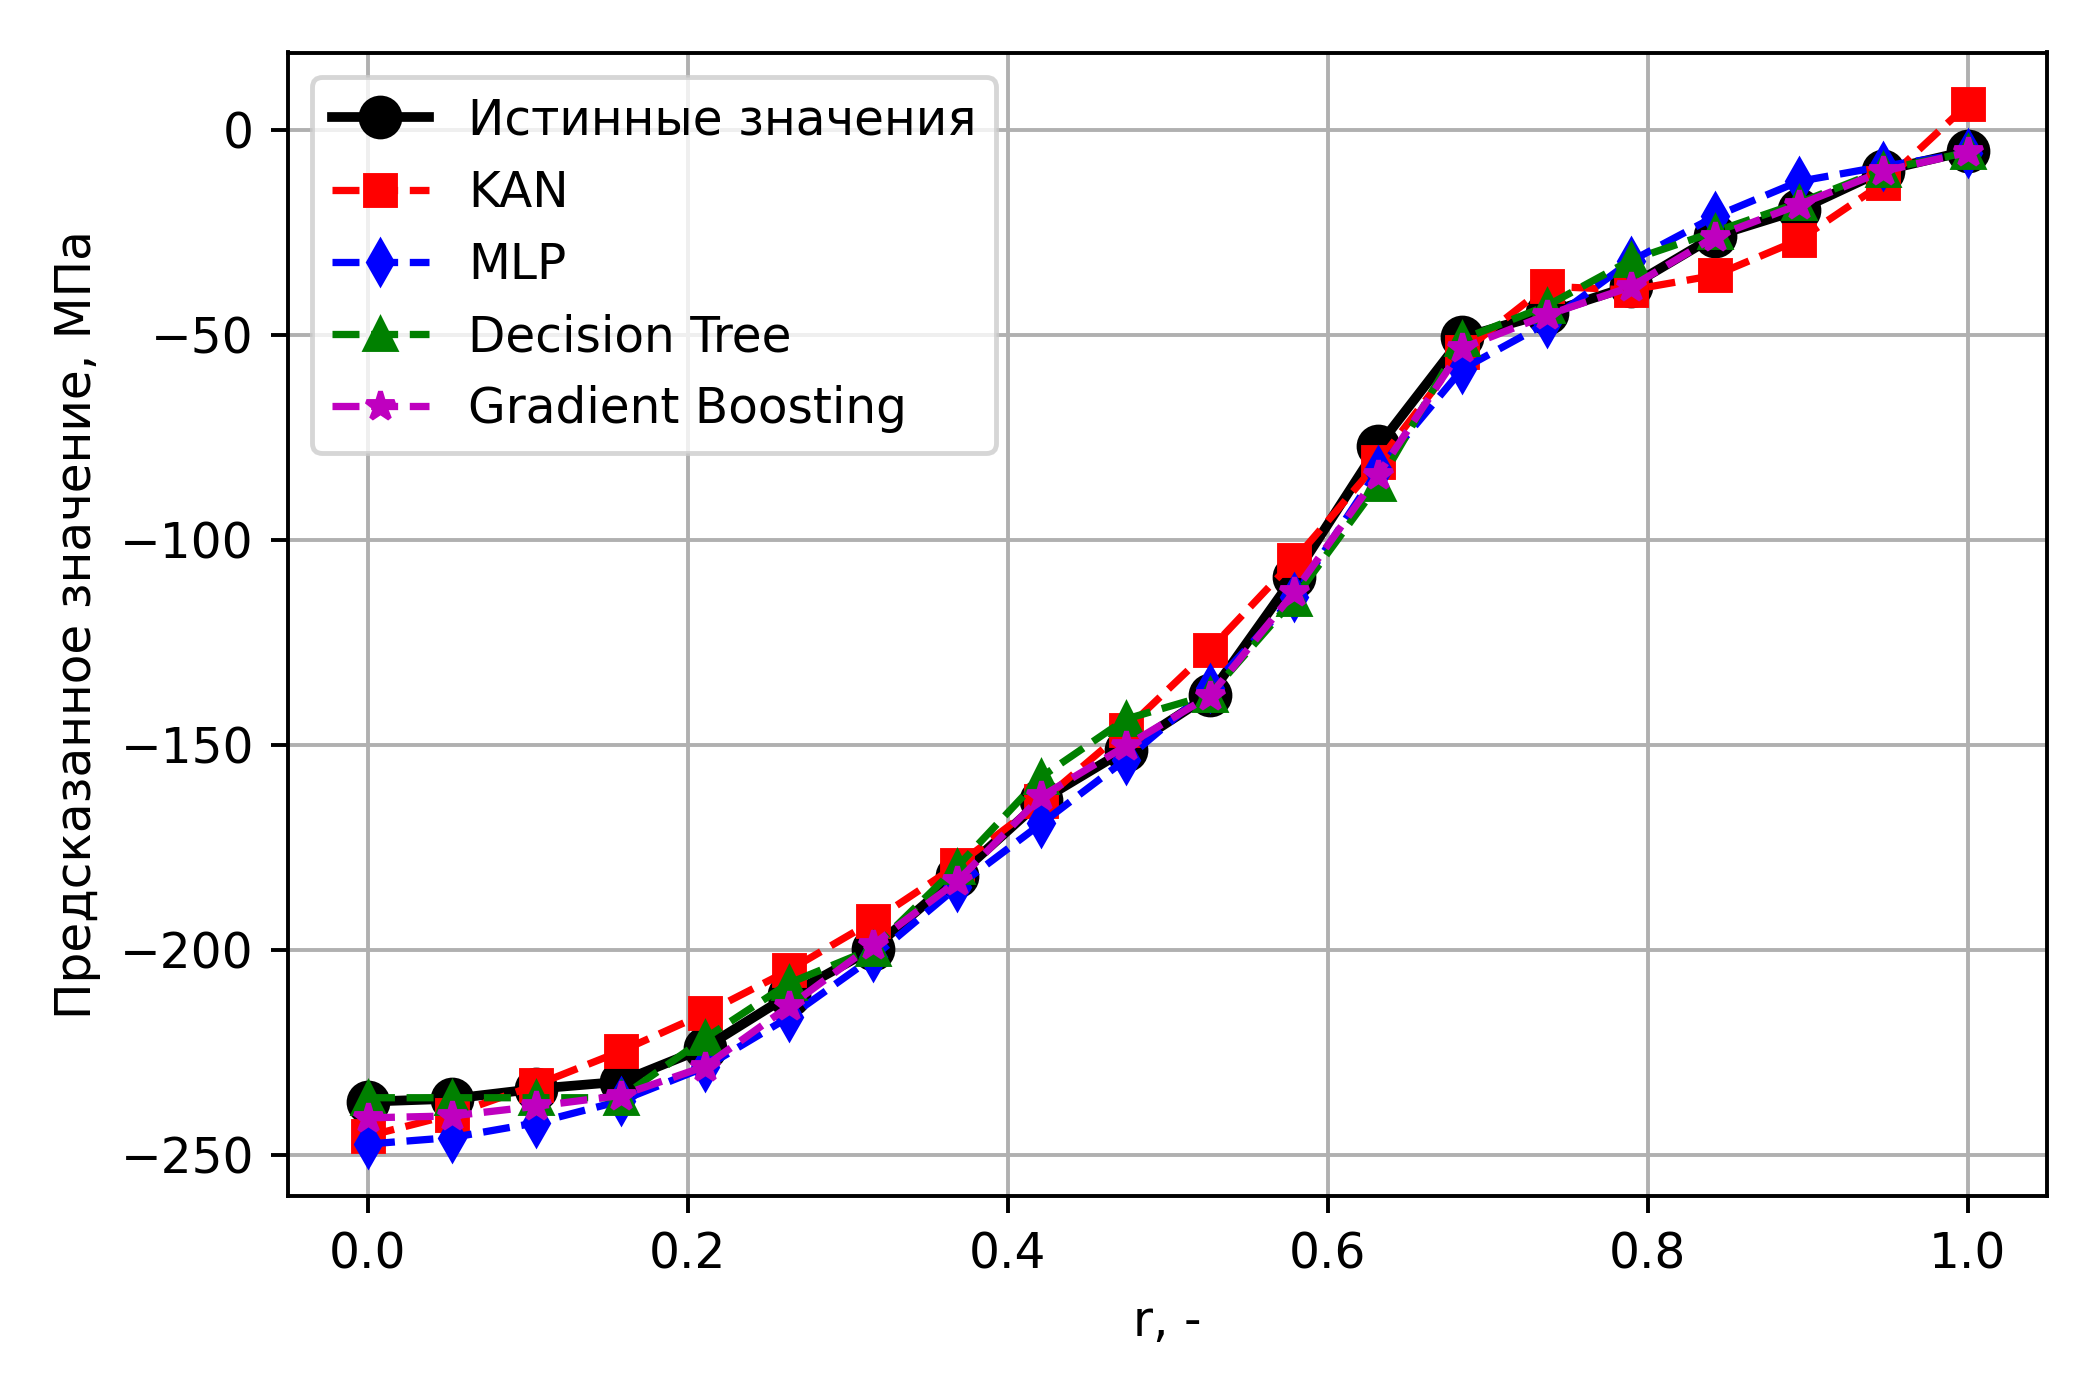 Истинные значения
KAN
MLP
Decision Tree
Gradient Boosting
Предсказанное значение, МПа
0
−50
−100
−150
−200
−250
0.0 0.2 0.4 0.6 0.8 1.0
r, -